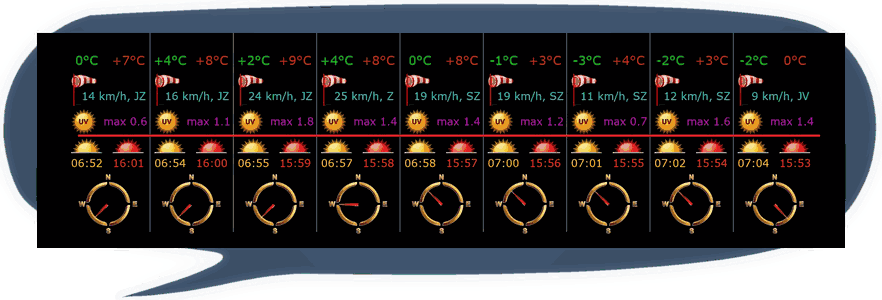 0°C +7°C +4°C +8°C +2°C +9°C +4°C +8°C 0°C +8°C -1°C +3°C -3°C +4°C -2°C +3°C -2°C 0°C
14 km/h, JZ 16 km/h, JZ 24 km/h, JZ 25 km/h, Z 19 km/h, SZ 19 km/h, SZ 11 km/h, SZ 12 km/h, SZ 9 km/h, JV
UV max 0.6 UV max 1.1 UV max 1.8 UV max 1.4 UV max 1.4 UV max 1.2 UV max 0.7 UV max 1.6 UV max 1.4
06:52 16:01 06:54 16:00 06:55 15:59 06:57 15:58 06:58 15:57 07:00 15:56 07:01 15:55 07:02 15:54 07:04 15:53
N N N N N N N N N
W E W E W E W E W E W E W E W E W E
S S S S S S S S S